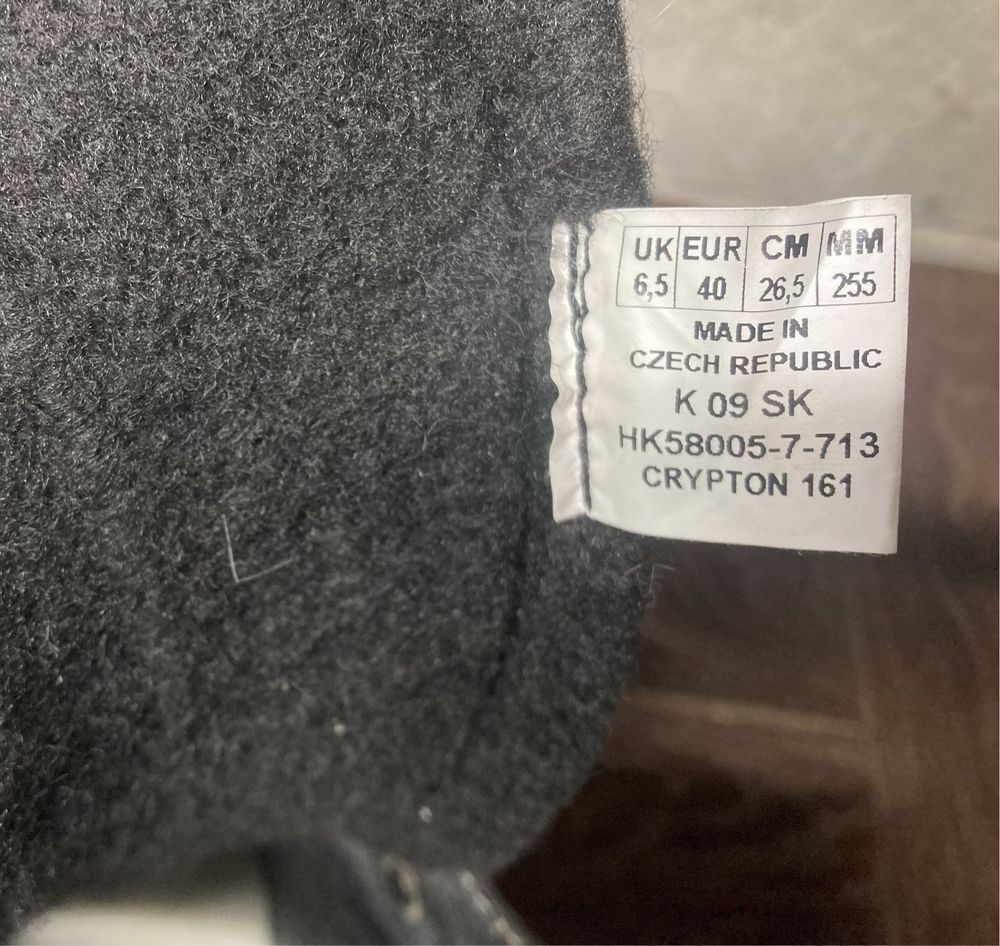 UK EUR CM MM
6,5 40 26,5 255
MADE IN
CZECH REPUBLIC
K 09 SK
HK58005-7-713
CRYPTON 161